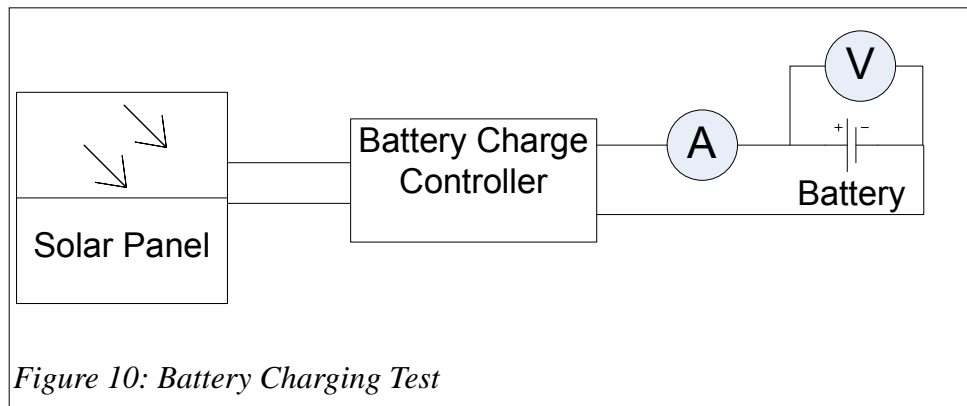 V
Battery Charge
Controller
A
+ -
Battery
Solar Panel
Figure 10: Battery Charging Test